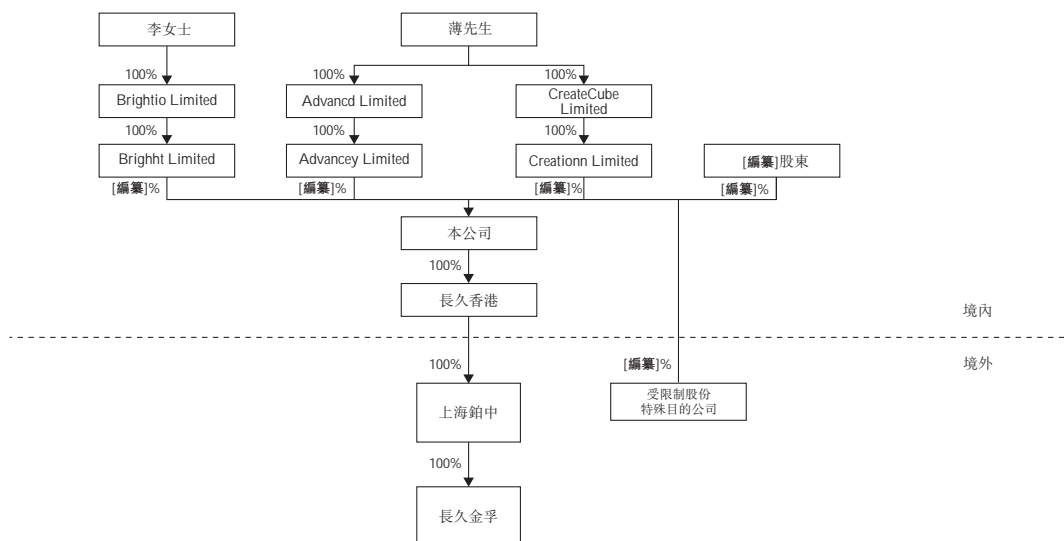 李女士
薄先生
100%
100%
100%
Brightio Limited
Advancd Limited
CreateCube
Limited
100%
100%
100%
Brightht Limited
Advancey Limited
Creationn Limited
[編纂]股東
[編纂]%
[編纂]%
[編纂]%
[編纂]%
本公司
100%
長久香港
境內
境外
100%
[編纂]%
上海鉑中
受限制股份
特殊目的公司
100%
長久金孚